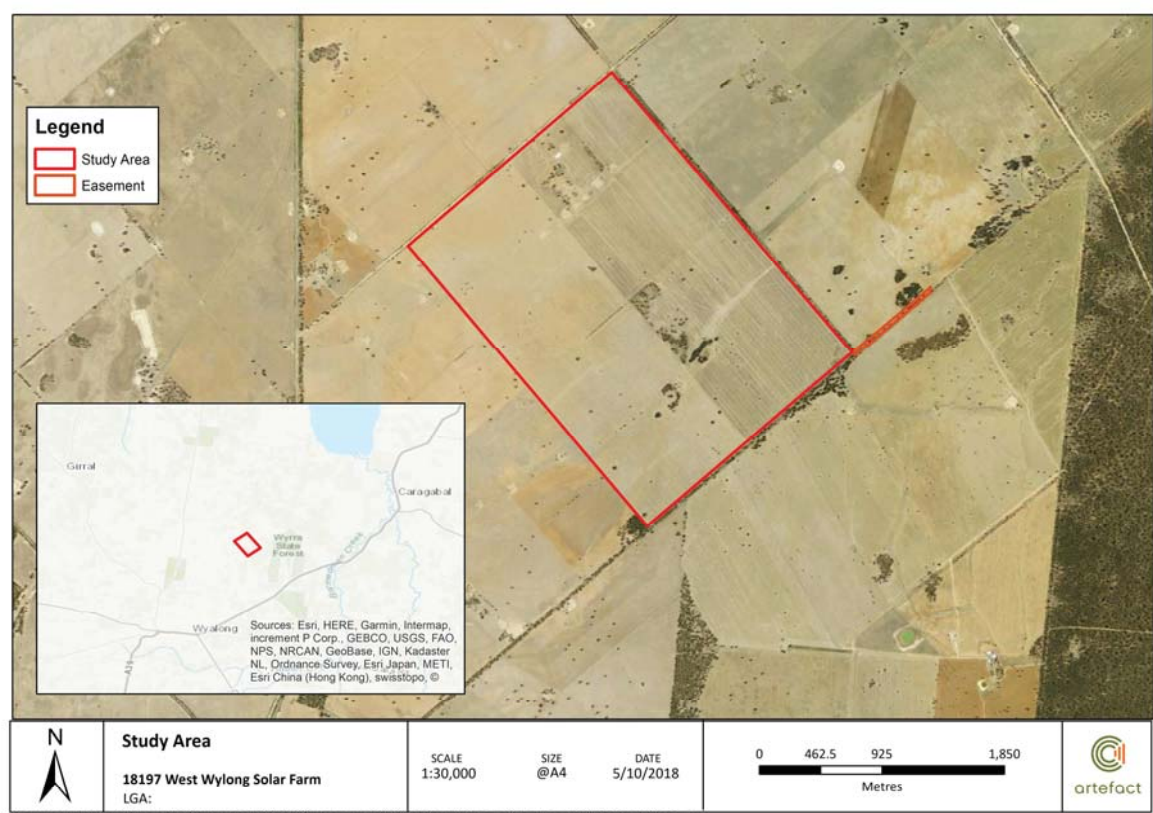 Legend
Study Area
Easement
Girral
Caragabal
Wyrra
State
Forest
Wyalong
Sources: Esri, HERE, Garmin, Intermap,
increment P Corp., GEBCO, USGS, FAO,
NPS, NRCAN, GeoBase, IGN, Kadaster
NL, Ordnance Survey, Esri Japan, METI,
Esri China (Hong Kong), swisstopo, ©
N
Study Area
18197 West Wylong Solar Farm
LGA:
SCALE
1:30,000
SIZE
@A4
DATE
5/10/2018
0 462.5 925 1,850
Metres
artefact